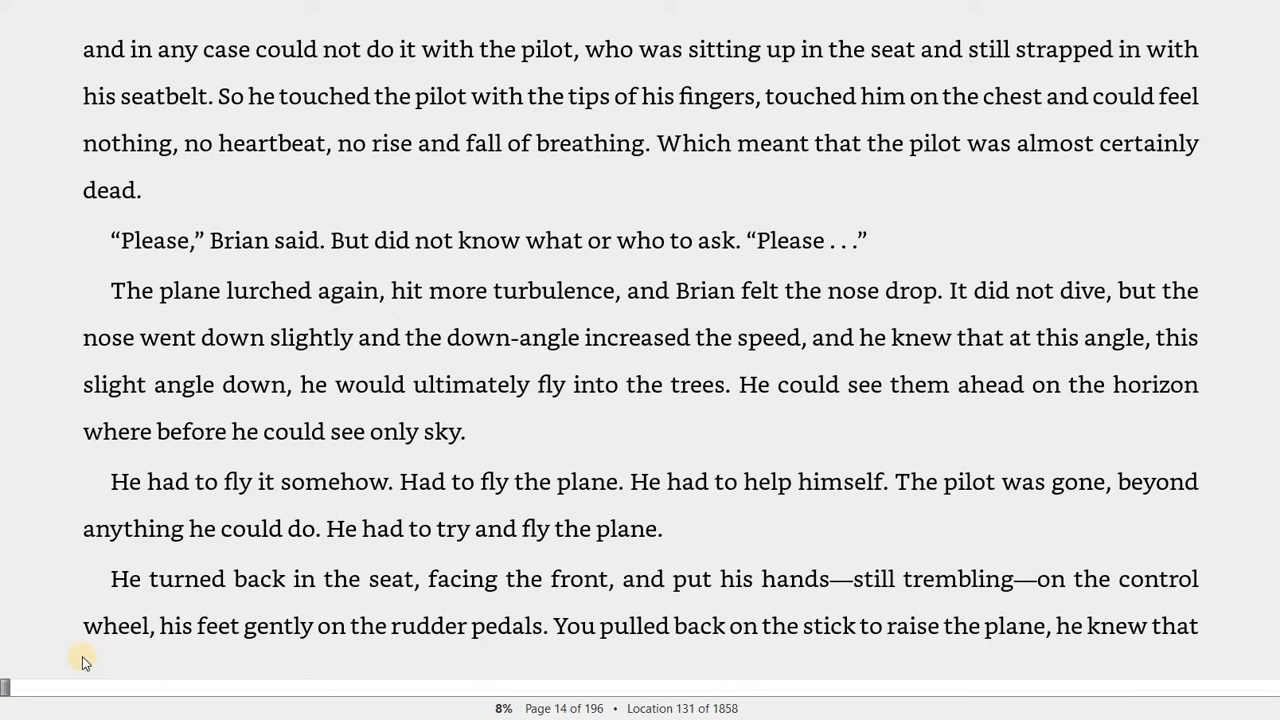 and in any case could not do it with the pilot, who was sitting up in the seat and still strapped in with
his seatbelt. So he touched the pilot with the tips of his fingers, touched him on the chest and could feel
nothing, no heartbeat, no rise and fall of breathing. Which meant that the pilot was almost certainly
dead.
“Please,” Brian said. But did not know what or who to ask. “Please . . .”
The plane lurched again, hit more turbulence, and Brian felt the nose drop. It did not dive, but the
nose went down slightly and the down-angle increased the speed, and he knew that at this angle, this
slight angle down, he would ultimately fly into the trees. He could see them ahead on the horizon
where before he could see only sky.
He had to fly it somehow. Had to fly the plane. He had to help himself. The pilot was gone, beyond
anything he could do. He had to try and fly the plane.
He turned back in the seat, facing the front, and put his hands—still trembling—on the control
wheel, his feet gently on the rudder pedals. You pulled back on the stick to raise the plane, he knew that
8% Page 14 of 196 • Location 131 of 1858